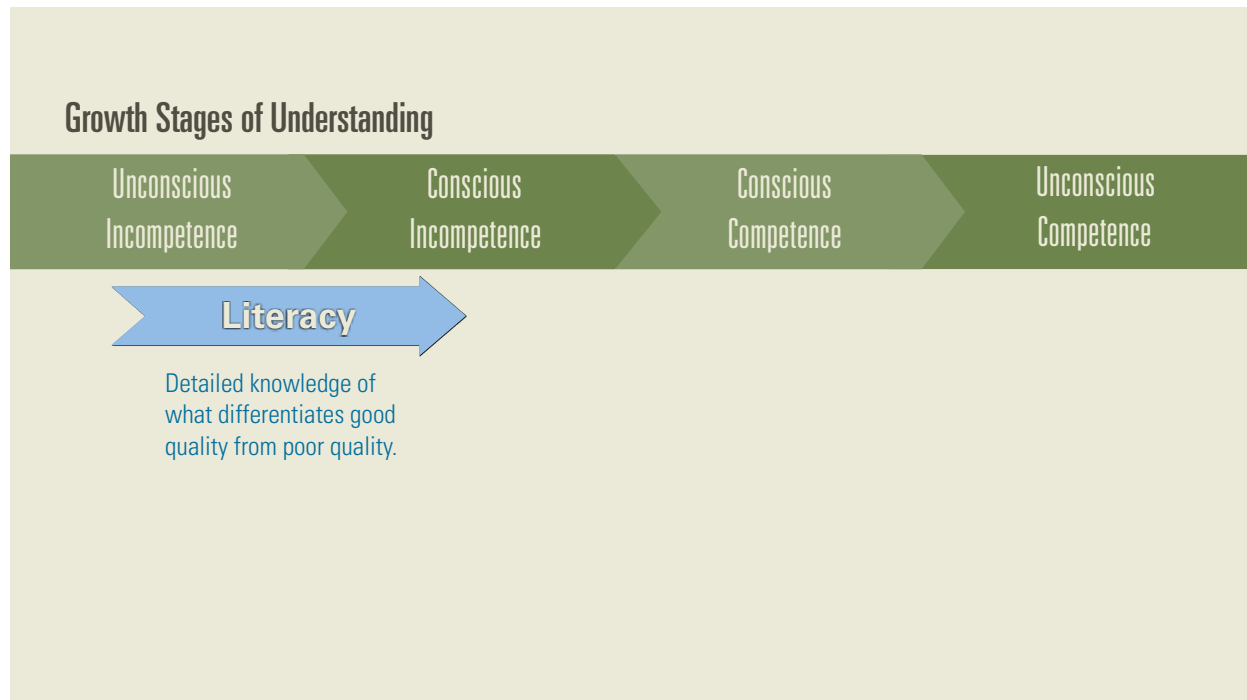 Growth Stages of Understanding
Unconscious
Incompetence
Conscious
Incompetence
Conscious
Competence
Unconscious
Competence
Literacy
Detailed knowledge of
what differentiates good
quality from poor quality.